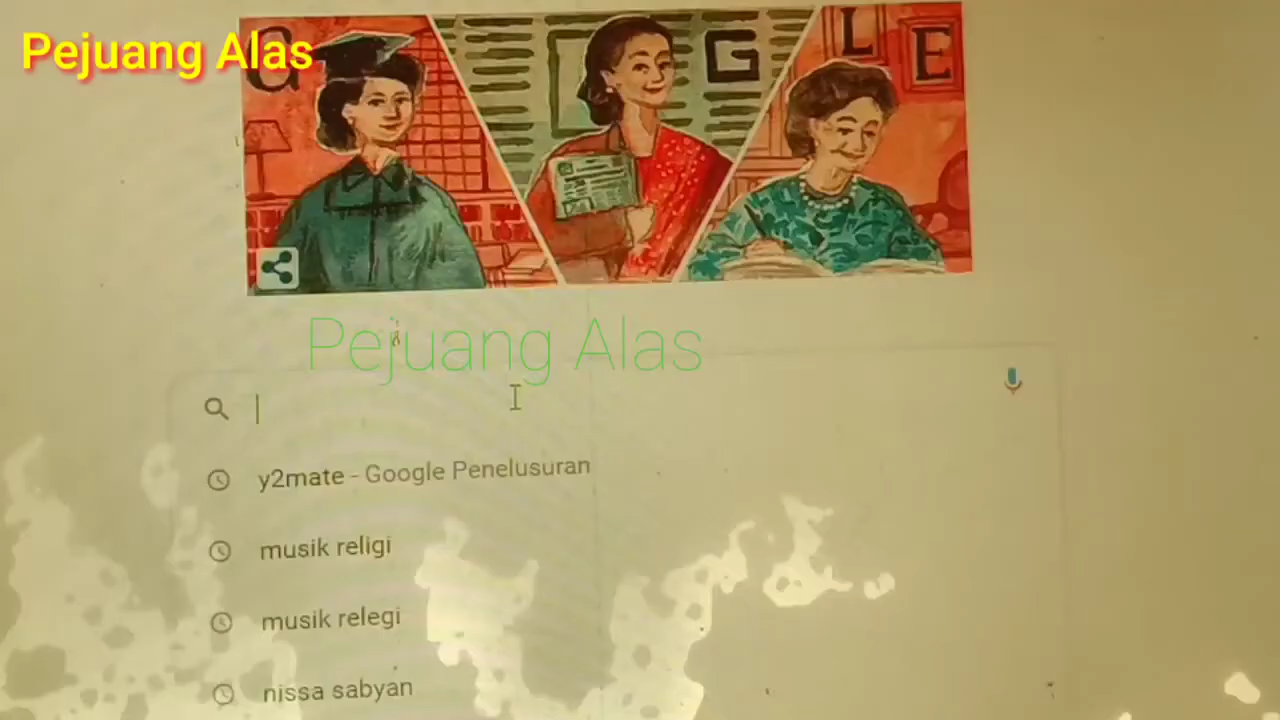 Pejuang Alas
G G L E
Pejuang Alas
y2mate - Google Penelusuran
musik religi
musik relegi
nissa sabyan